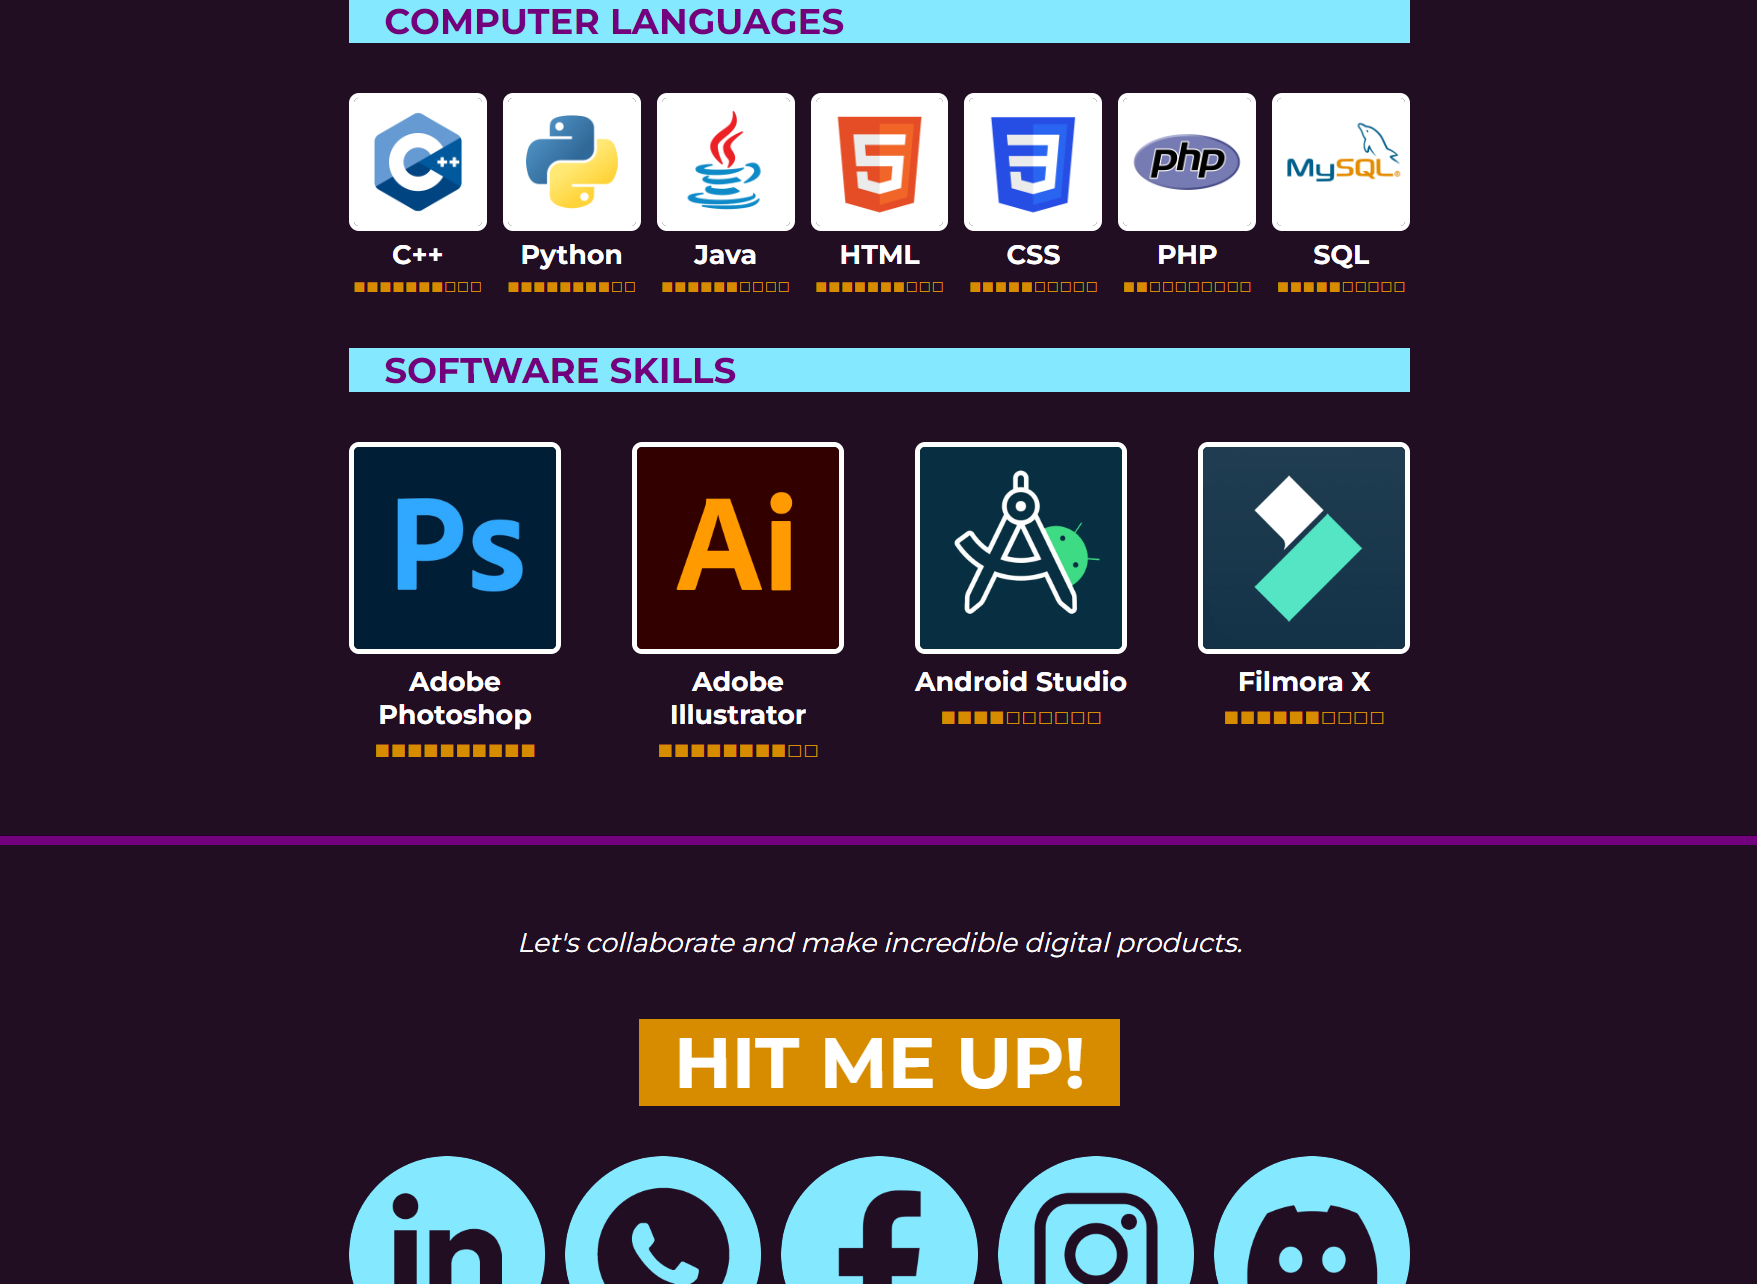 COMPUTER LANGUAGES
C++
php
MySQL®
C++ Python Java HTML CSS PHP SQL
■■■■■■■□□□ ■■■■■■■■□□ ■■■■■■□□□□ ■■■■■■■□□□ ■■■■■□□□□□ ■■□□□□□□□□ ■■■■■□□□□□
SOFTWARE SKILLS
Ps Ai
Adobe Photoshop
■■■■■■■■■■
Adobe Illustrator
■■■■■■■■□□
Android Studio
■■■■□□□□□□
Filmora X
■■■■■■□□□□
Let's collaborate and make incredible digital products.
HIT ME UP!
in f